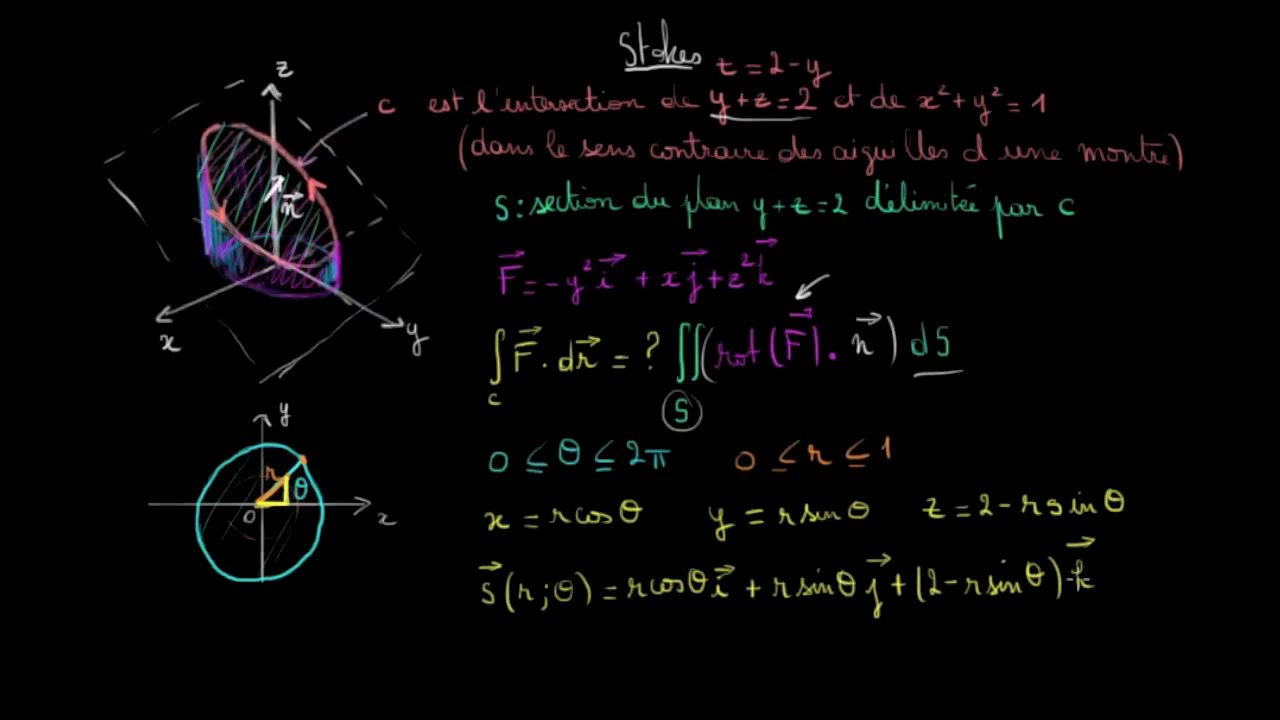 Stokes
z = 2 - y
C est l'intersection de y + z = 2 et de x² + y² = 1
(dans le sens contraire des aiguilles d une montre)
S : section du plan y + z = 2 délimitée par C
F⃗ = - y² i⃗ + x j⃗ + z² k⃗
∫_C F⃗ . dr⃗ = ? ∬_S (rot (F⃗) . n⃗) dS
0 ≤ θ ≤ 2π 0 ≤ r ≤ 1
x = r cos θ y = r sin θ z = 2 - r sin θ
S⃗ (r ; θ) = r cos θ i⃗ + r sin θ j⃗ + (2 - r sin θ) k⃗
z
n⃗
x
y
y
r
θ
0
x